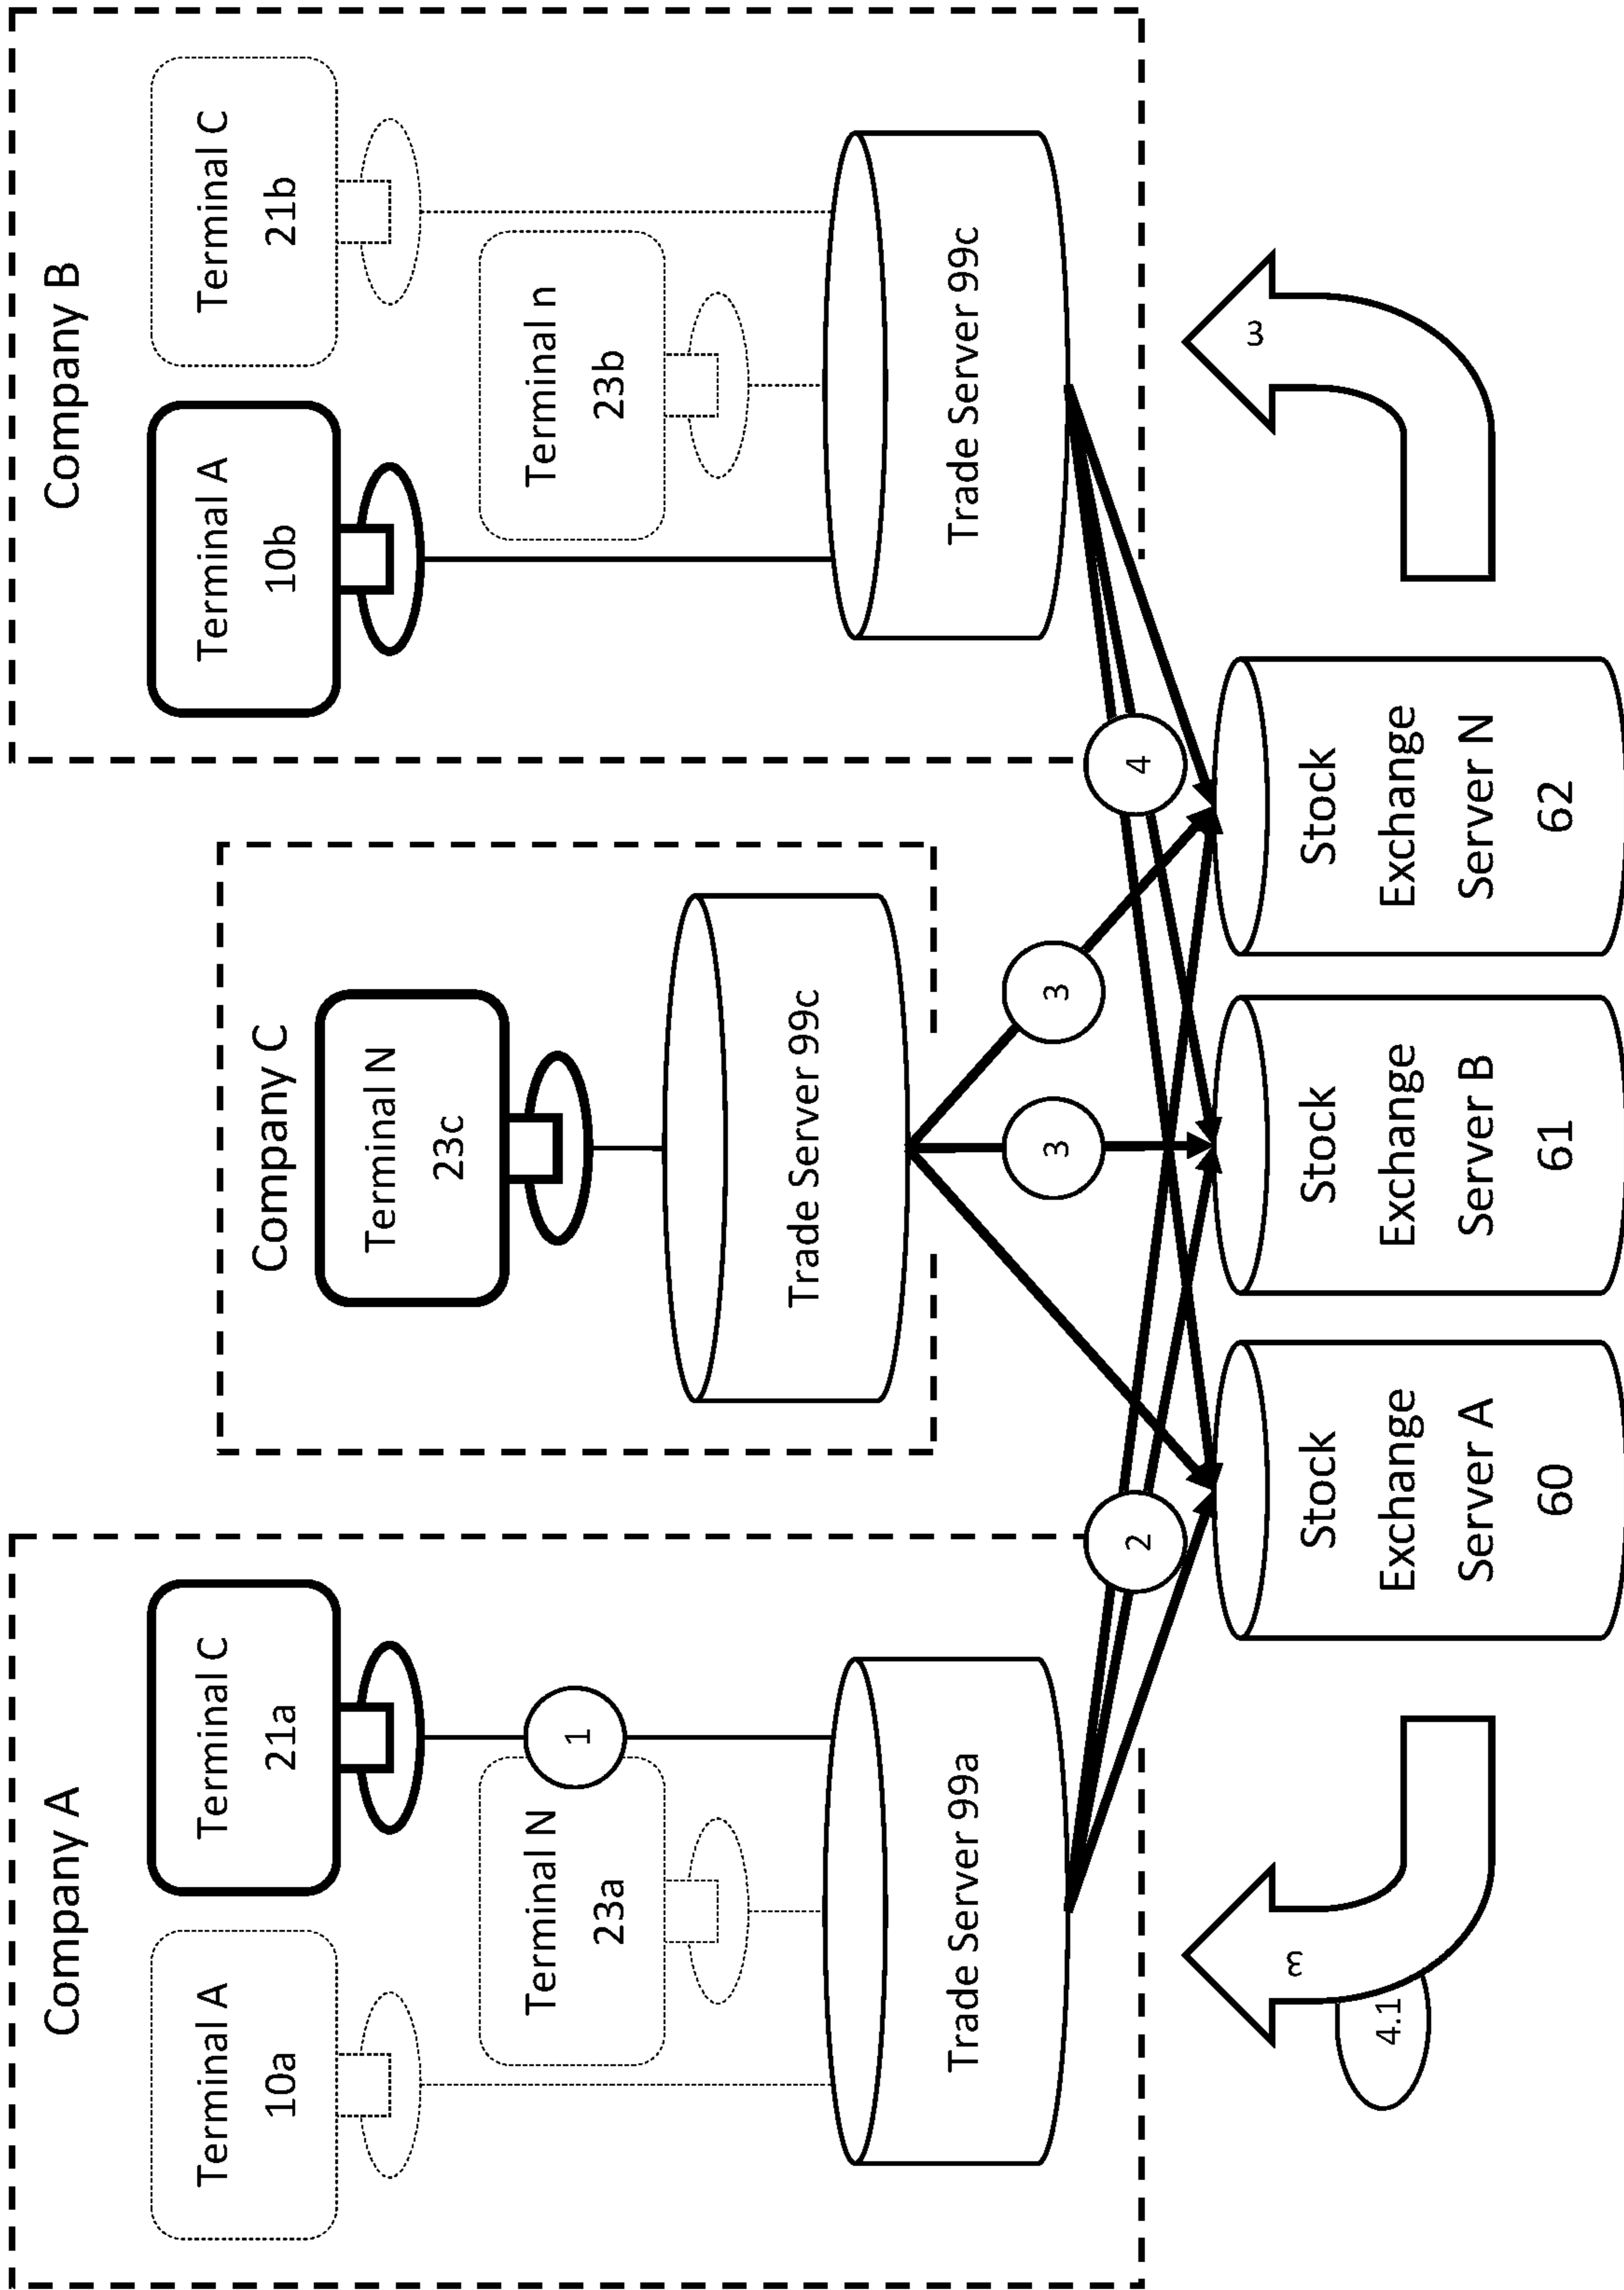 Company A
Terminal A
10a
Terminal C
21a
1
Terminal N
23a
Trade Server 99a
Company C
Terminal N
23c
Trade Server 99c
Company B
Terminal A
10b
Terminal C
21b
Terminal n
23b
Trade Server 99c
2
3
3
4
Stock
Exchange
Server A
60
Stock
Exchange
Server B
61
Stock
Exchange
Server N
62
3
4.1
3